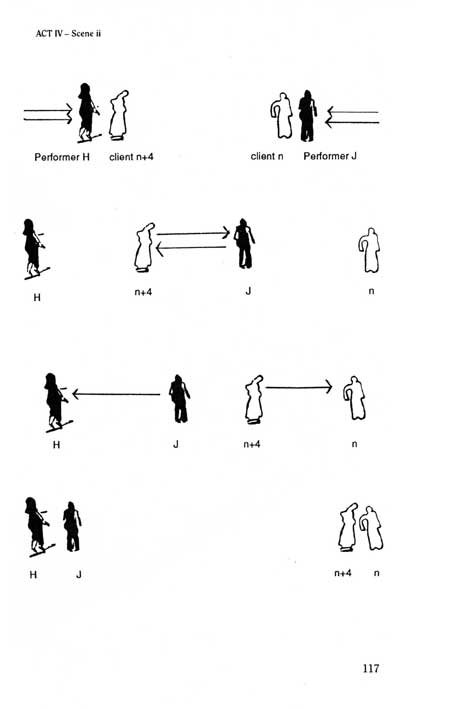 ACT IV – Scene ii
Performer H client n+4 client n Performer J
H n+4 J n
H J n+4 n
H J n+4 n
117